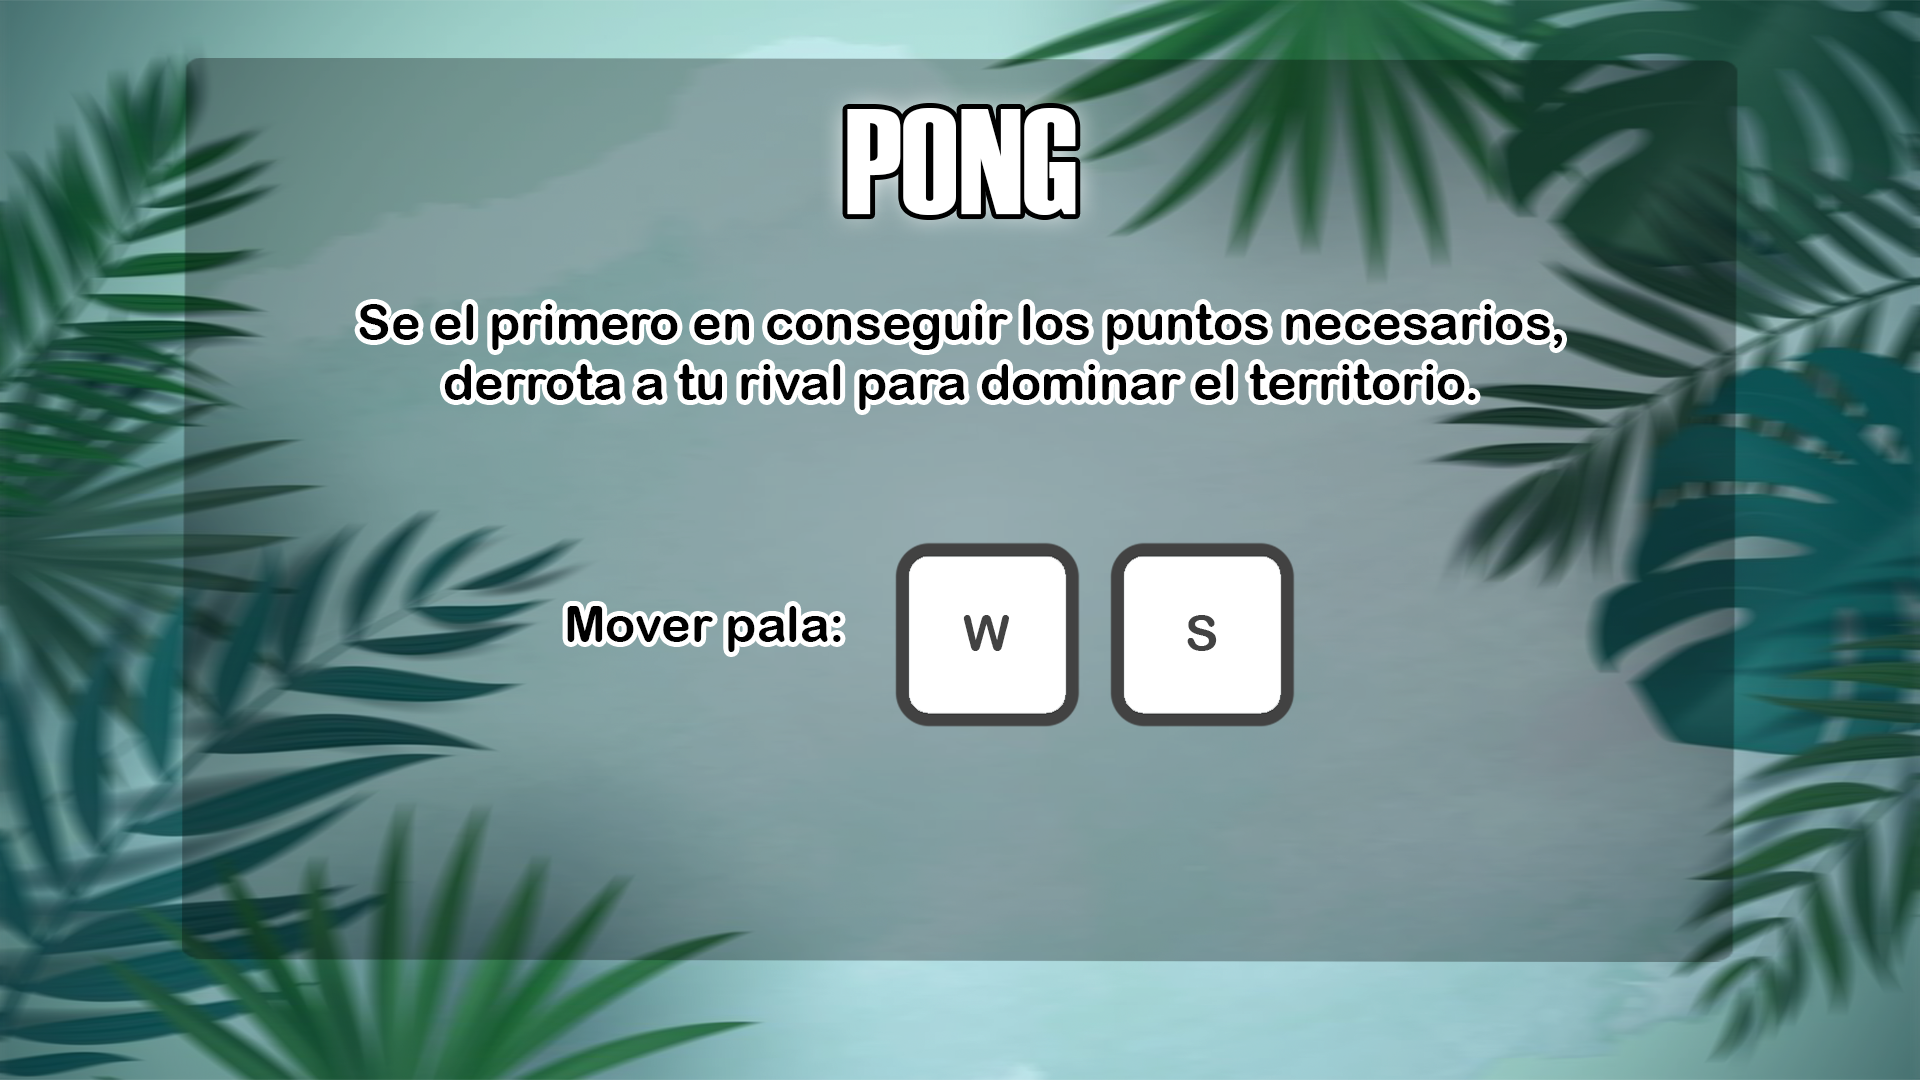 PONG
Se el primero en conseguir los puntos necesarios,
derrota a tu rival para dominar el territorio.
Mover pala: W S